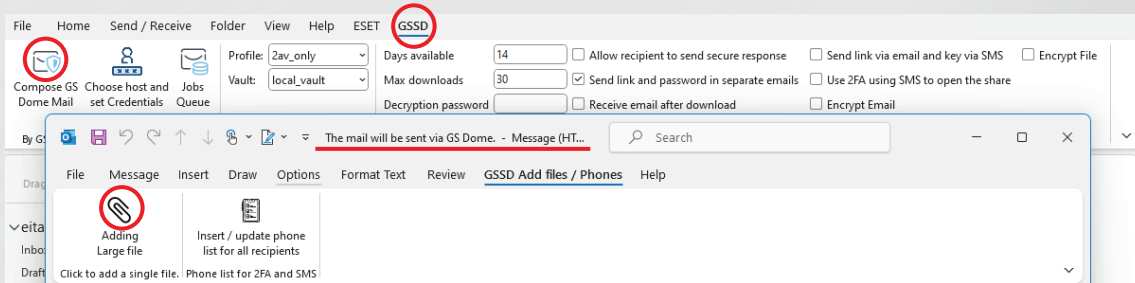 File Home Send / Receive Folder View Help ESET GSSD
Compose GS
Dome Mail
Choose host and
set Credentials
Jobs
Queue
Profile: 2av_only
Vault: local_vault
Days available 14
Max downloads 30
Decryption password
Allow recipient to send secure response
Send link and password in separate emails
Receive email after download
Send link via email and key via SMS
Use 2FA using SMS to open the share
Encrypt Email
Encrypt File
By GS
The mail will be sent via GS Dome. - Message (HT...
Search
File Message Insert Draw Options Format Text Review GSSD Add files / Phones Help
Adding
Large file
Click to add a single file.
Insert / update phone
list for all recipients
Phone list for 2FA and SMS
Drag
eita
Inbo
Draft